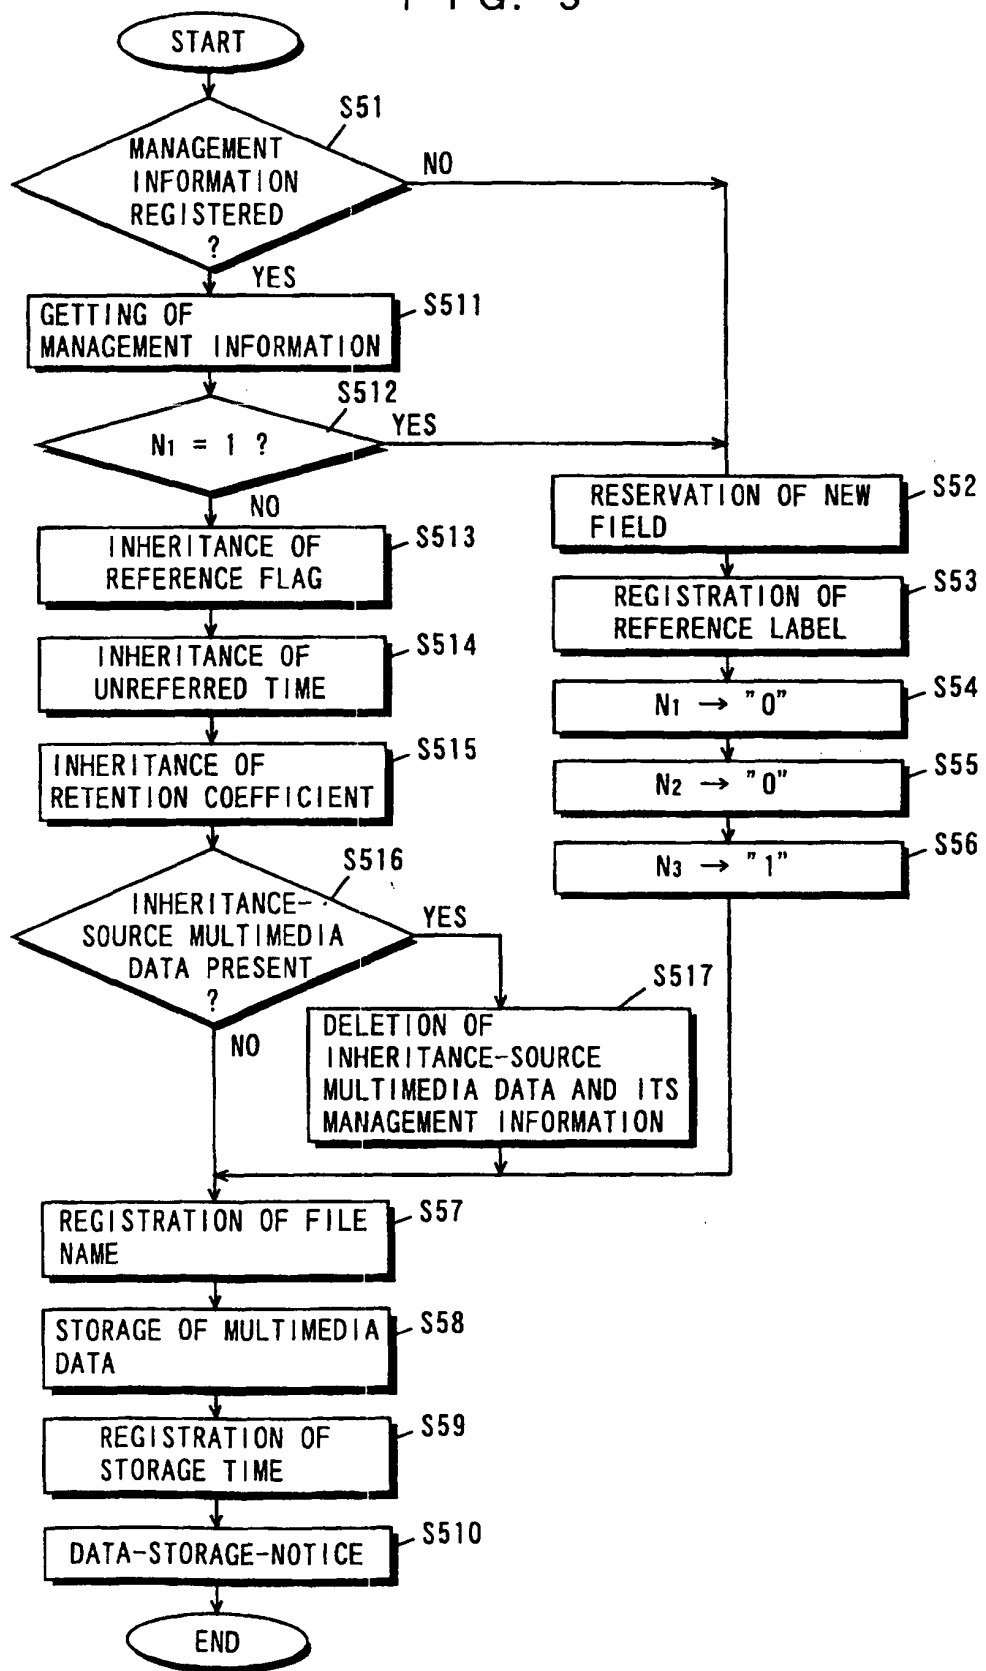 FIG. 5
START
S51
MANAGEMENT
INFORMATION
REGISTERED
?
NO
YES
S511
GETTING OF
MANAGEMENT INFORMATION
S512
N1 = 1 ?
YES
NO
S513
INHERITANCE OF
REFERENCE FLAG
S514
INHERITANCE OF
UNREFERRED TIME
S515
INHERITANCE OF
RETENTION COEFFICIENT
S516
INHERITANCE-
SOURCE MULTIMEDIA
DATA PRESENT
?
YES
NO
S517
DELETION OF
INHERITANCE-SOURCE
MULTIMEDIA DATA AND ITS
MANAGEMENT INFORMATION
RESERVATION OF NEW
FIELD
S52
REGISTRATION OF
REFERENCE LABEL
S53
N1 → "0"
S54
N2 → "0"
S55
N3 → "1"
S56
REGISTRATION OF FILE
NAME
S57
STORAGE OF MULTIMEDIA
DATA
S58
REGISTRATION OF
STORAGE TIME
S59
DATA-STORAGE-NOTICE
S510
END